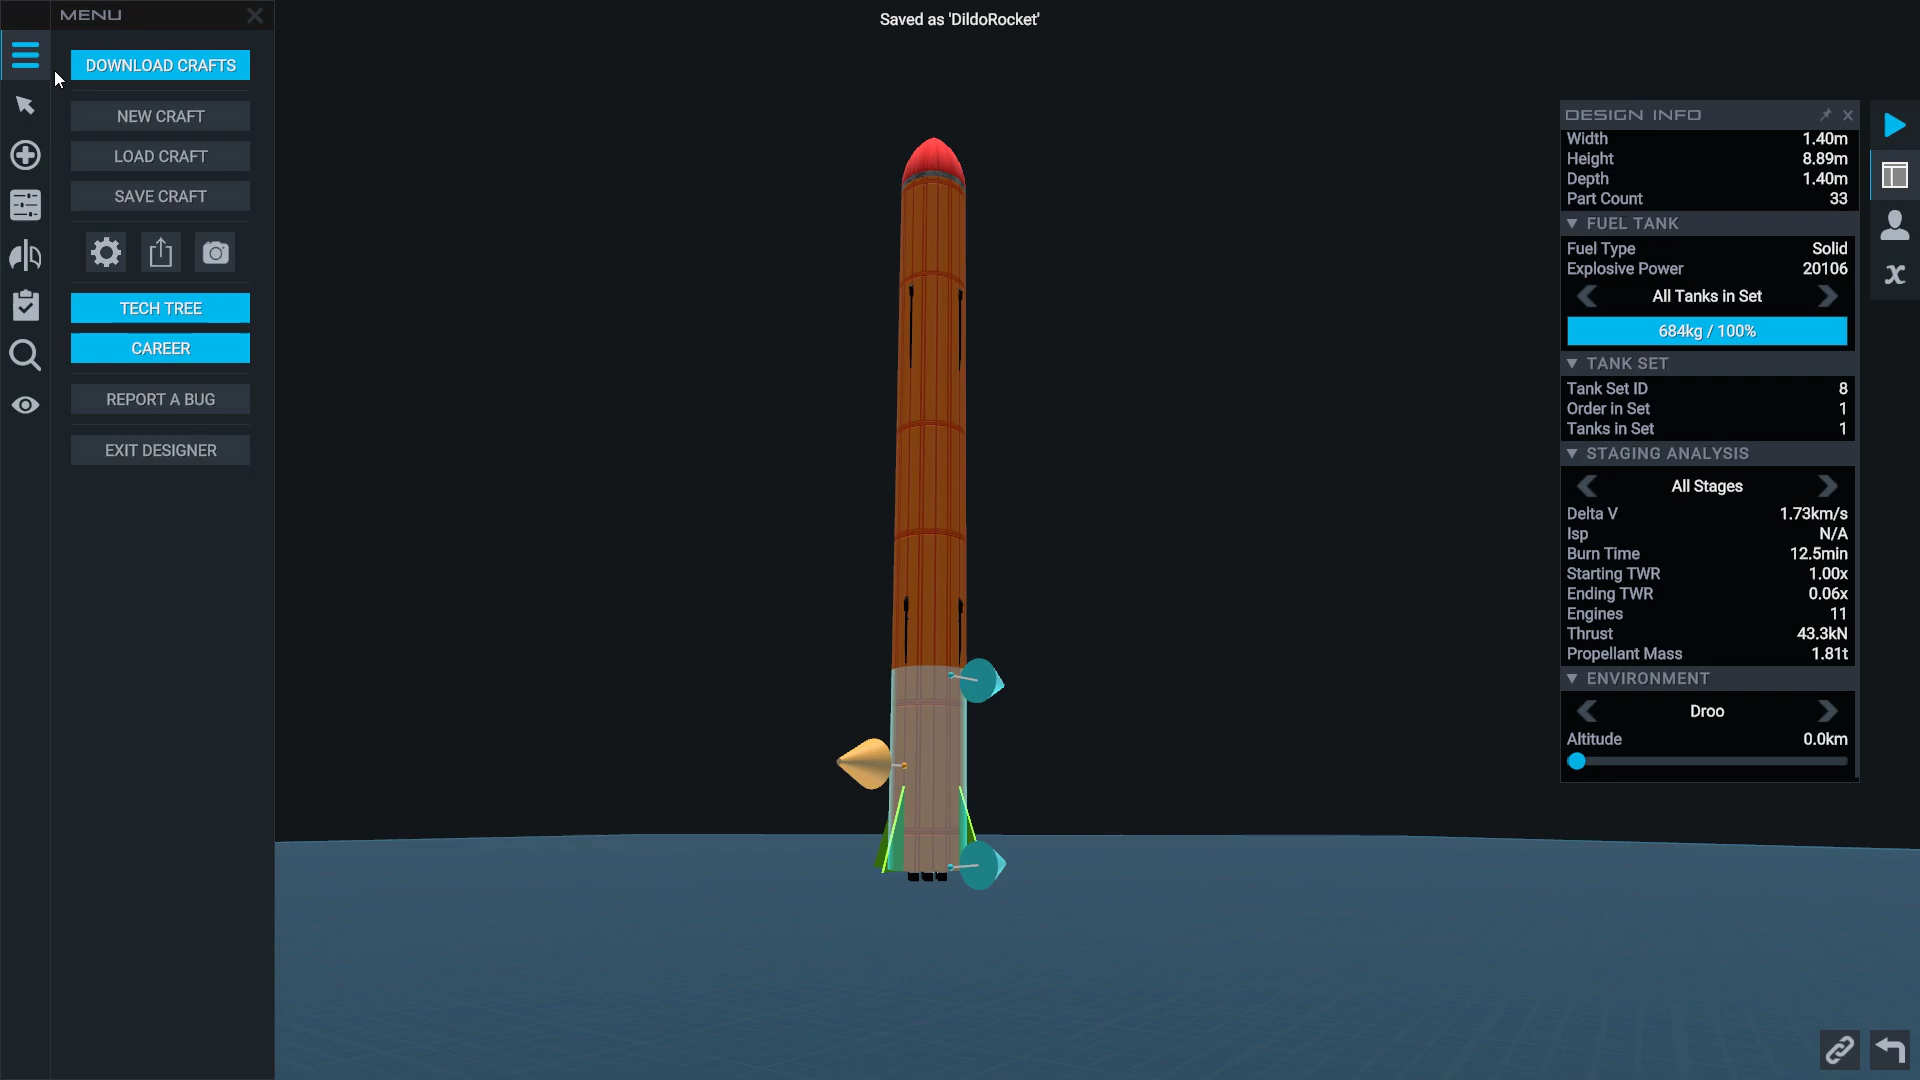 MENU
Saved as 'DildoRocket'
DOWNLOAD CRAFTS
NEW CRAFT
LOAD CRAFT
SAVE CRAFT
TECH TREE
CAREER
REPORT A BUG
EXIT DESIGNER
DESIGN INFO
Width 1.40m
Height 8.89m
Depth 1.40m
Part Count 33
FUEL TANK
Fuel Type Solid
Explosive Power 20106
All Tanks in Set
684kg / 100%
TANK SET
Tank Set ID 8
Order in Set 1
Tanks in Set 1
STAGING ANALYSIS
All Stages
Delta V 1.73km/s
Isp N/A
Burn Time 12.5min
Starting TWR 1.00x
Ending TWR 0.06x
Engines 11
Thrust 43.3kN
Propellant Mass 1.81t
ENVIRONMENT
Droo
Altitude 0.0km